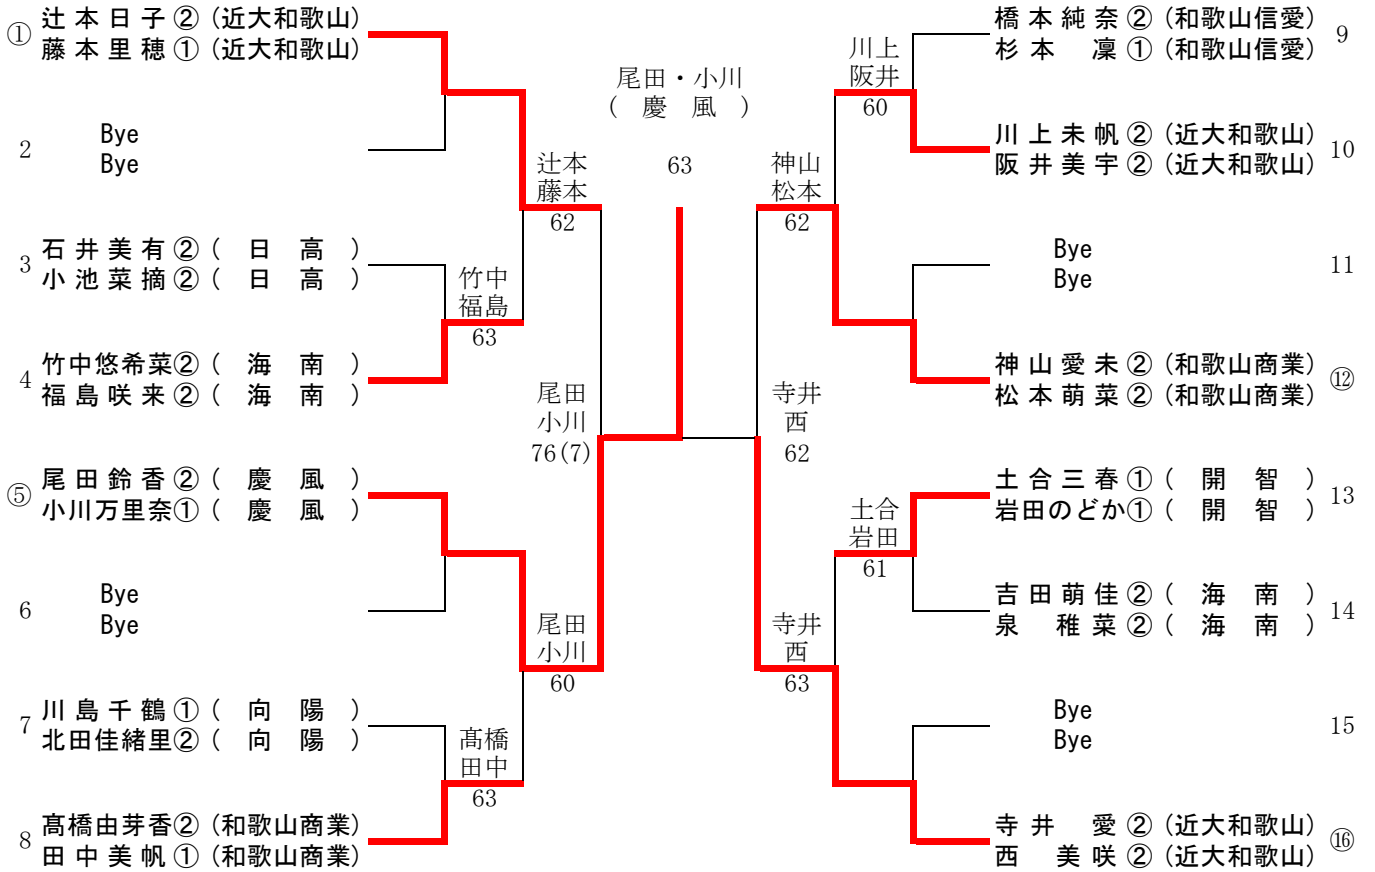 ① 辻本日子② (近大和歌山)
藤本里穂① (近大和歌山)
2 Bye
Bye
3 石井美有② ( 日 高 )
小池菜摘② ( 日 高 )
4 竹中悠希菜② ( 海 南 )
福島咲来② ( 海 南 )
⑤ 尾田鈴香② ( 慶 風 )
小川万里奈① ( 慶 風 )
6 Bye
Bye
7 川島千鶴① ( 向 陽 )
北田佳緒里② ( 向 陽 )
8 髙橋由芽香② (和歌山商業)
田中美帆① (和歌山商業)
竹中
福島
63
髙橋
田中
63
辻本
藤本
62
尾田
小川
76(7)
尾田
小川
60
尾田・小川
( 慶 風 )
63
神山
松本
62
寺井
西
62
寺井
西
63
川上
阪井
60
土合
岩田
61
橋本純奈② (和歌山信愛) 9
杉本 凜① (和歌山信愛)
川上未帆② (近大和歌山) 10
阪井美宇② (近大和歌山)
Bye 11
Bye
神山愛未② (和歌山商業) ⑫
松本萌菜② (和歌山商業)
土合三春① ( 開 智 ) 13
岩田のどか① ( 開 智 )
吉田萌佳② ( 海 南 ) 14
泉 稚菜② ( 海 南 )
Bye 15
Bye
寺井 愛② (近大和歌山) ⑯
西 美咲② (近大和歌山)